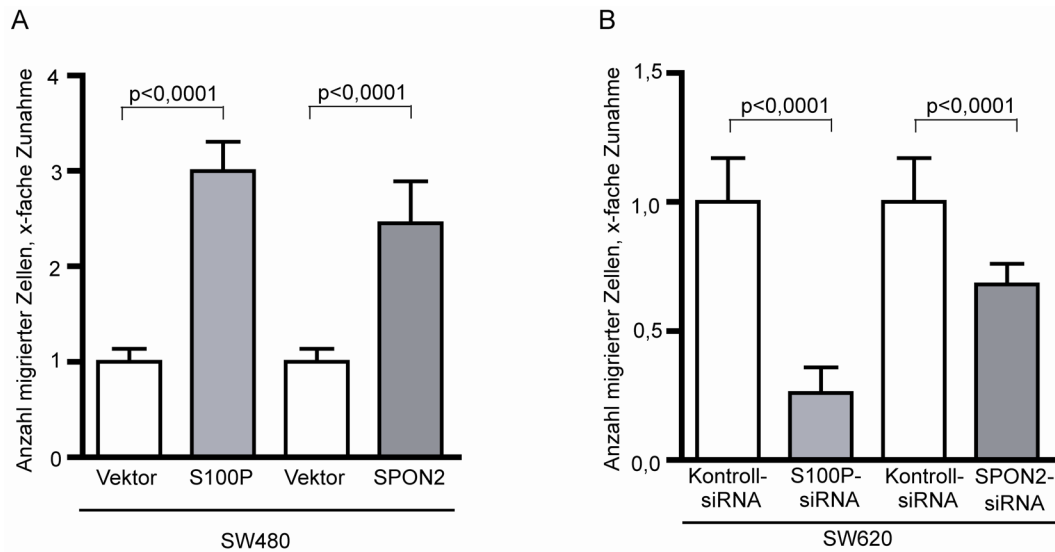 A
Anzahl migrierter Zellen, x-fache Zunahme
4
3
2
1
0
p<0,0001
p<0,0001
Vektor
S100P
Vektor
SPON2
SW480
B
Anzahl migrierter Zellen, x-fache Zunahme
1,5
1,0
0,5
0,0
p<0,0001
p<0,0001
Kontroll-
siRNA
S100P-
siRNA
Kontroll-
siRNA
SPON2-
siRNA
SW620